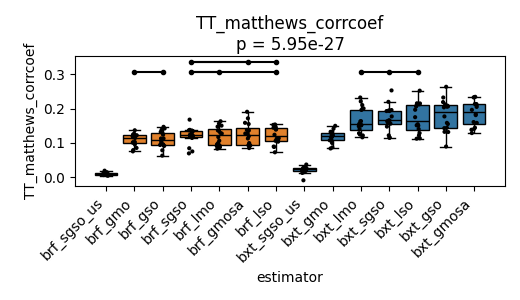 TT_matthews_corrcoef
p = 5.95e-27
TT_matthews_corrcoef
0.3
0.2
0.1
0.0
brf_sgso_us
brf_gmo
brf_gso
brf_sgso
brf_lmo
brf_gmosa
brf_lso
bxt_sgso_us
bxt_gmo
bxt_lmo
bxt_sgso
bxt_lso
bxt_gso
bxt_gmosa
estimator